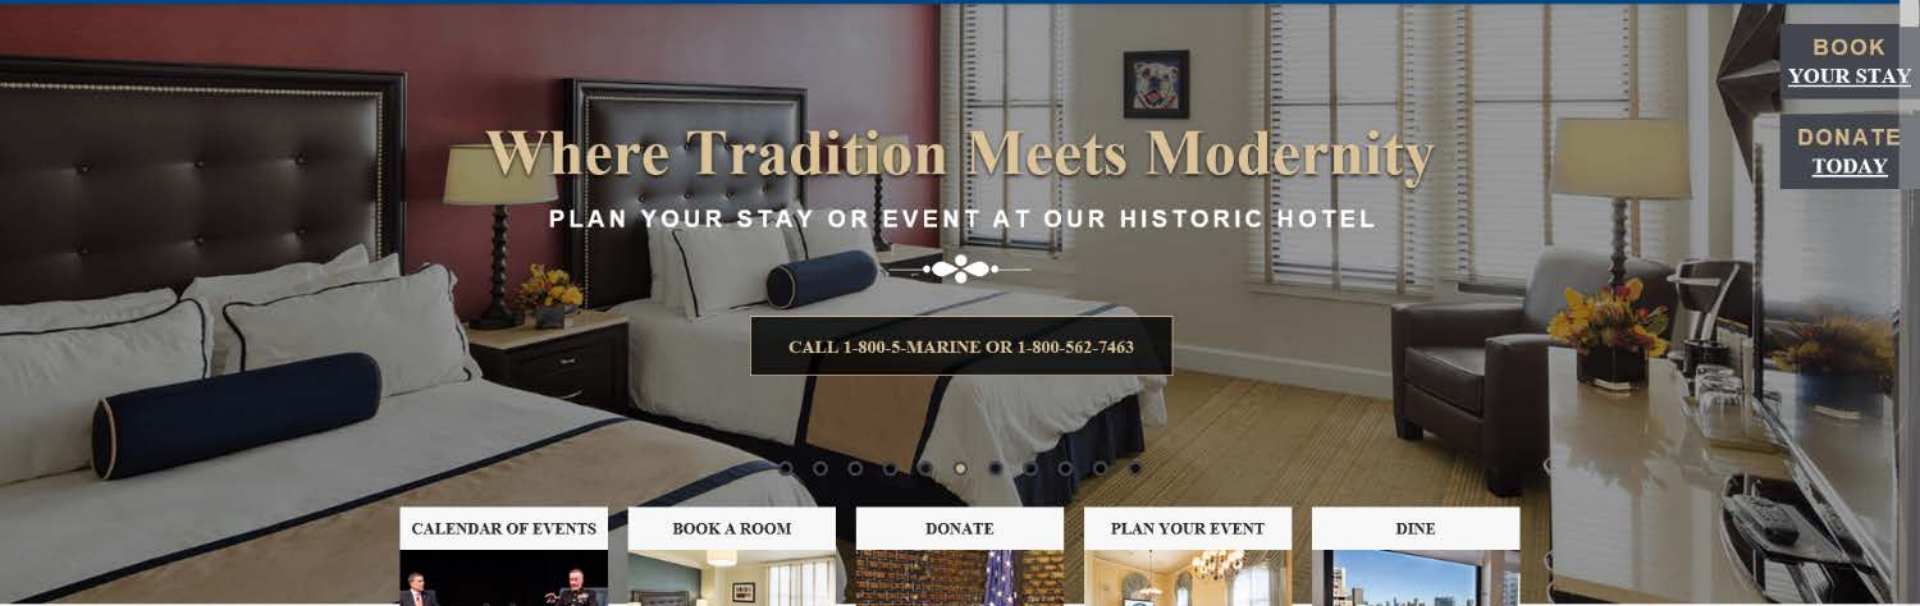 BOOK
YOUR STAY
DONATE
TODAY
Where Tradition Meets Modernity
PLAN YOUR STAY OR EVENT AT OUR HISTORIC HOTEL
CALL 1-800-5-MARINE OR 1-800-562-7463
CALENDAR OF EVENTS
BOOK A ROOM
DONATE
PLAN YOUR EVENT
DINE